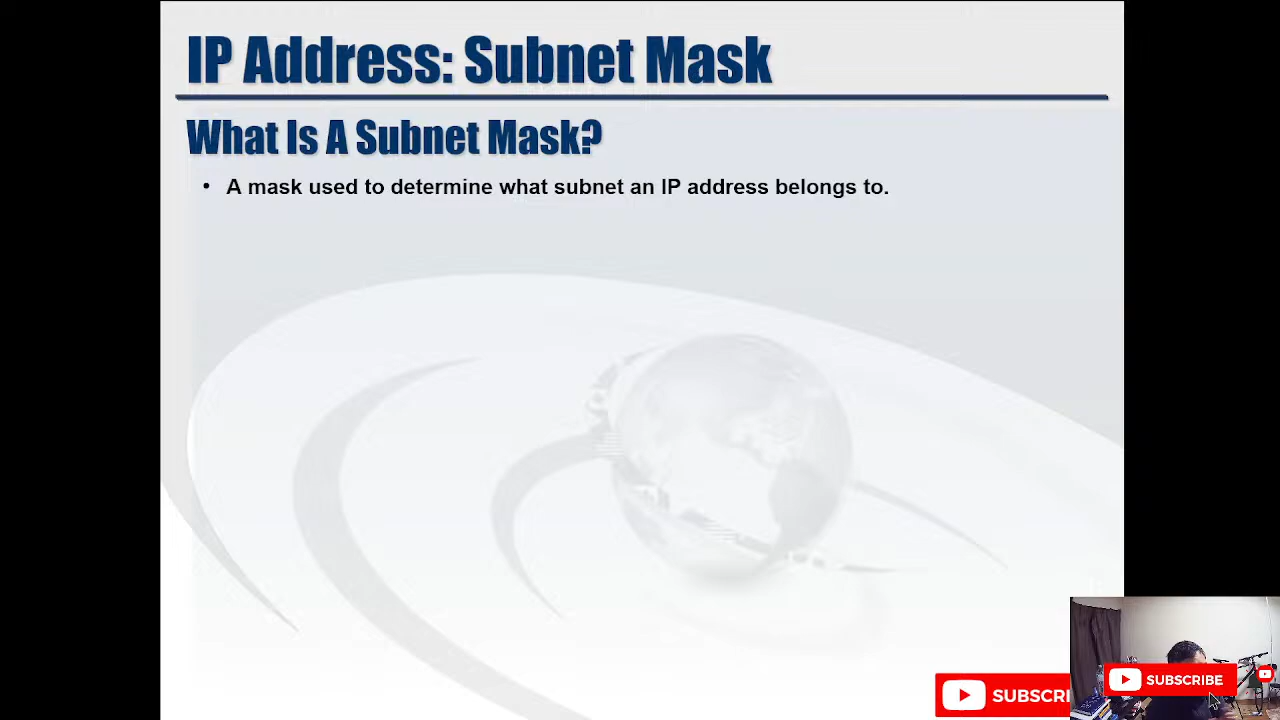 IP Address: Subnet Mask
What Is A Subnet Mask?
• A mask used to determine what subnet an IP address belongs to.
SUBSCRI
SUBSCRIBE